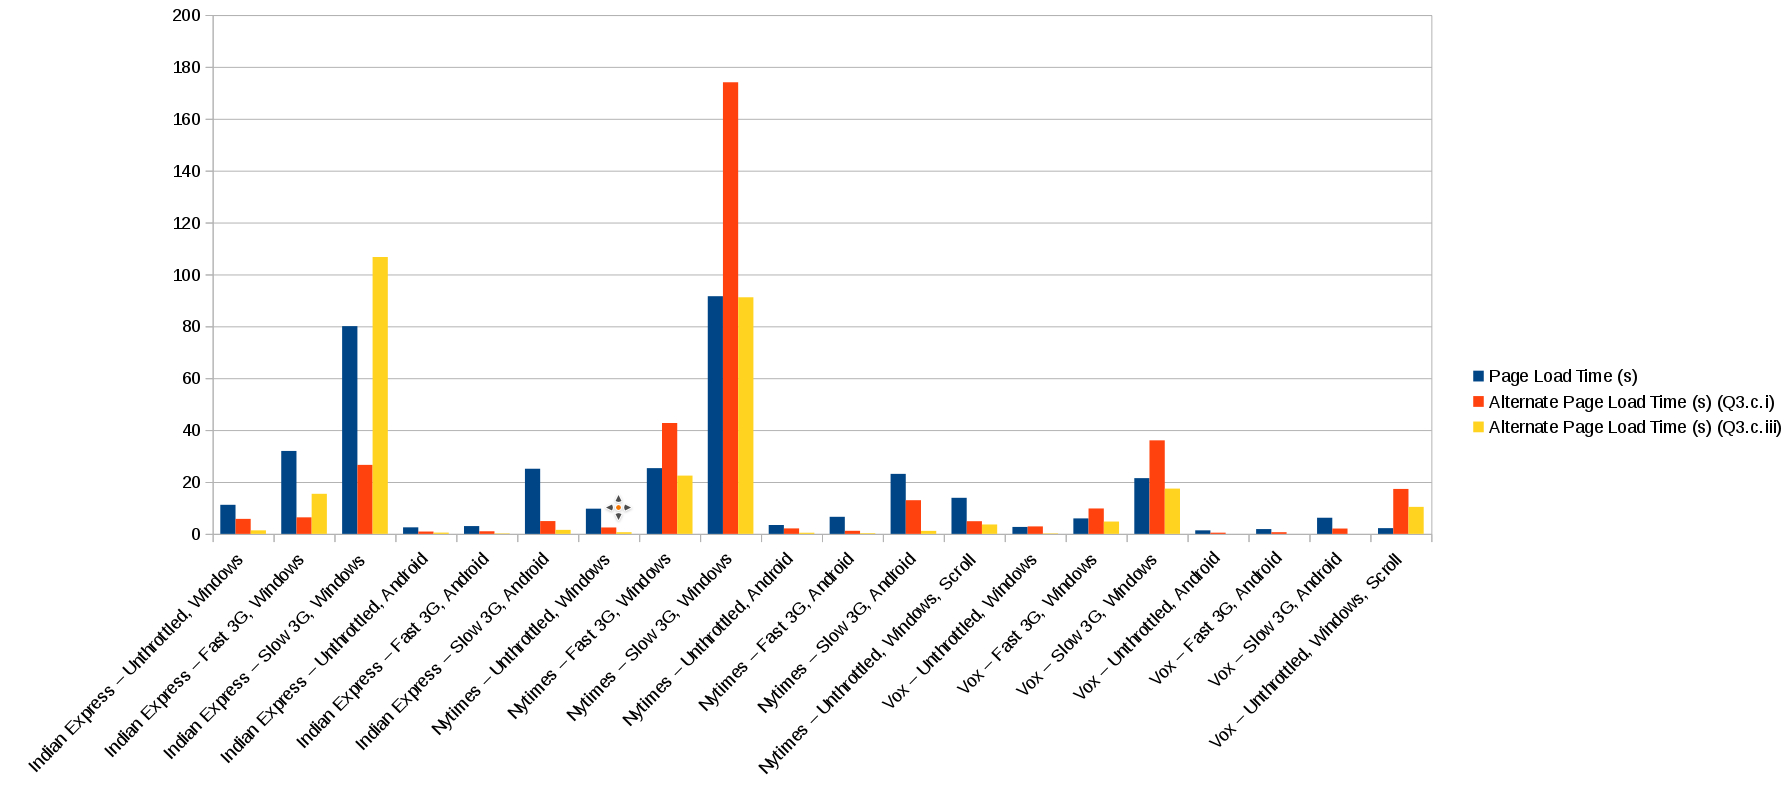 200
180
160
140
120
100
80
60
40
20
0
Indian Express – Unthrottled, Windows
Indian Express – Fast 3G, Windows
Indian Express – Slow 3G, Windows
Indian Express – Unthrottled, Android
Indian Express – Fast 3G, Android
Indian Express – Slow 3G, Android
Nytimes – Unthrottled, Windows
Nytimes – Fast 3G, Windows
Nytimes – Slow 3G, Windows
Nytimes – Unthrottled, Android
Nytimes – Fast 3G, Android
Nytimes – Slow 3G, Android
Nytimes – Unthrottled, Windows, Scroll
Vox – Unthrottled, Windows
Vox – Fast 3G, Windows
Vox – Slow 3G, Windows
Vox – Unthrottled, Android
Vox – Fast 3G, Android
Vox – Slow 3G, Android
Vox – Unthrottled, Windows, Scroll
Page Load Time (s)
Alternate Page Load Time (s) (Q3.c.i)
Alternate Page Load Time (s) (Q3.c.iii)